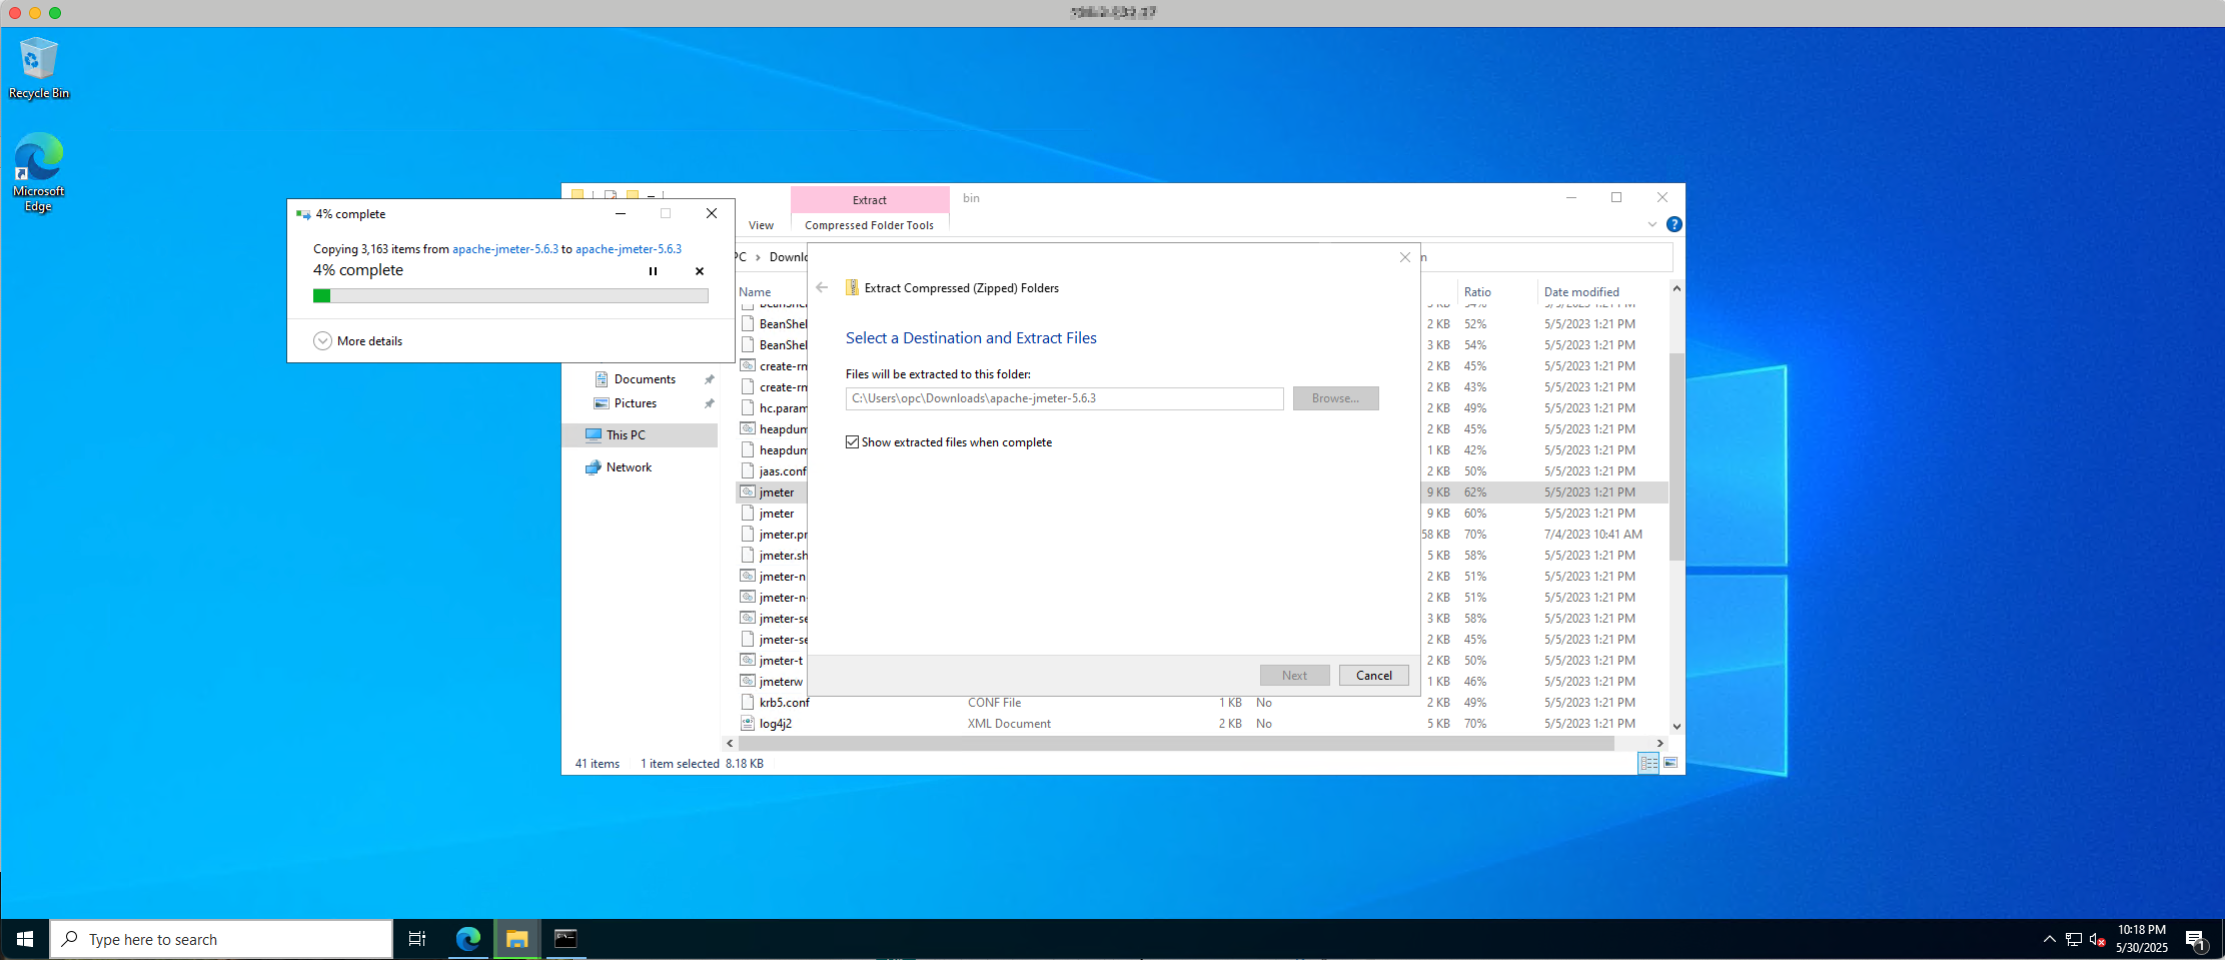 Recycle Bin
Microsoft
Edge
4% complete
Copying 3,163 items from apache-jmeter-5.6.3 to apache-jmeter-5.6.3
4% complete
More details
Extract
bin
View
Compressed Folder Tools
PC > Downlo
Documents
Pictures
This PC
Network
Name Ratio Date modified
BeanShel 2 KB 52% 5/5/2023 1:21 PM
BeanShel 3 KB 54% 5/5/2023 1:21 PM
create-rm 2 KB 45% 5/5/2023 1:21 PM
create-rm 2 KB 43% 5/5/2023 1:21 PM
hc.param 2 KB 49% 5/5/2023 1:21 PM
heapdum 2 KB 45% 5/5/2023 1:21 PM
heapdum 1 KB 42% 5/5/2023 1:21 PM
jaas.conf 2 KB 50% 5/5/2023 1:21 PM
jmeter 9 KB 62% 5/5/2023 1:21 PM
jmeter 9 KB 60% 5/5/2023 1:21 PM
jmeter.pr 58 KB 70% 7/4/2023 10:41 AM
jmeter.sh 5 KB 58% 5/5/2023 1:21 PM
jmeter-n 2 KB 51% 5/5/2023 1:21 PM
jmeter-n- 2 KB 51% 5/5/2023 1:21 PM
jmeter-se 3 KB 58% 5/5/2023 1:21 PM
jmeter-se 2 KB 45% 5/5/2023 1:21 PM
jmeter-t 2 KB 50% 5/5/2023 1:21 PM
jmeterw 1 KB 46% 5/5/2023 1:21 PM
krb5.conf CONF File 1 KB No 2 KB 49% 5/5/2023 1:21 PM
log4j2 XML Document 2 KB No 5 KB 70% 5/5/2023 1:21 PM
41 items 1 item selected 8.18 KB
Extract Compressed (Zipped) Folders
Select a Destination and Extract Files
Files will be extracted to this folder:
C:\Users\opc\Downloads\apache-jmeter-5.6.3
Browse...
Show extracted files when complete
Next
Cancel
Type here to search
10:18 PM
5/30/2025
1